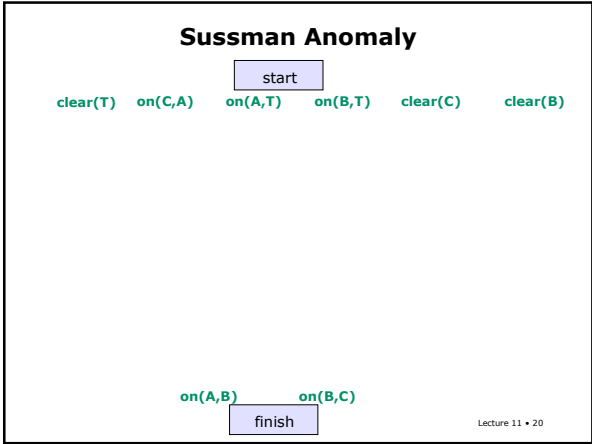 Sussman Anomaly
start
clear(T) on(C,A) on(A,T) on(B,T) clear(C) clear(B)
on(A,B) on(B,C)
finish
Lecture 11 • 20